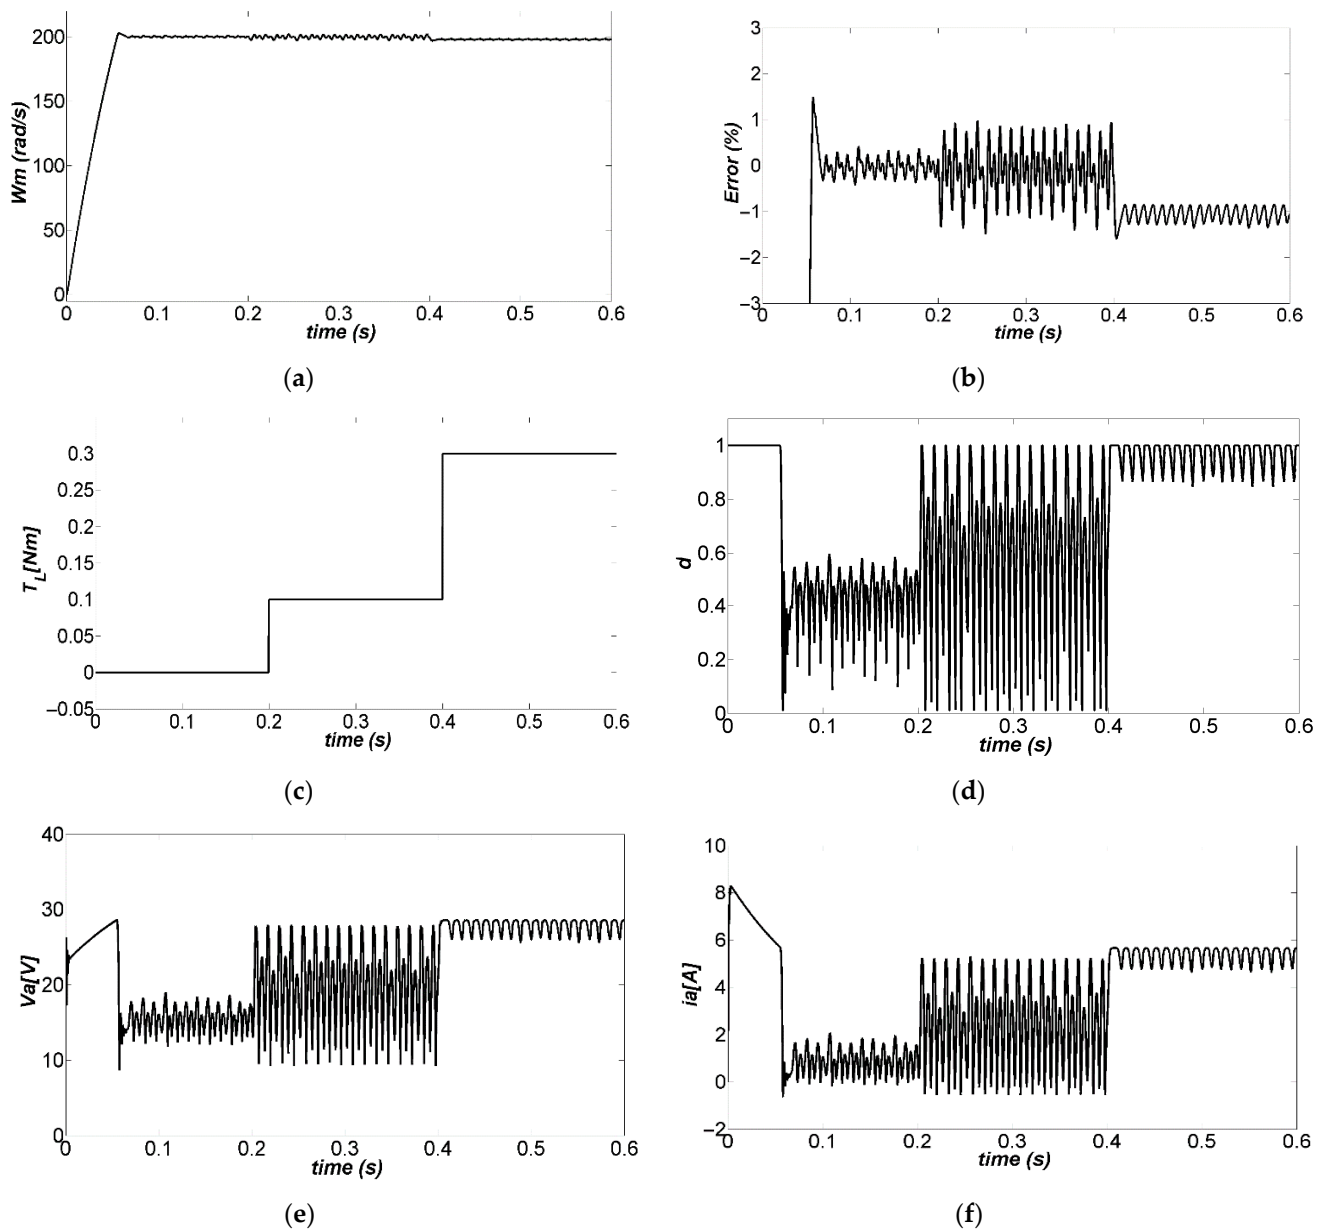 Wm (rad/s)
200
150
100
50
0
0 0.1 0.2 0.3 0.4 0.5 0.6
time (s)
(a)
Error (%)
3
2
1
0
−1
−2
−3
0 0.1 0.2 0.3 0.4 0.5 0.6
time (s)
(b)
T_L[Nm]
0.3
0.25
0.2
0.1
0.05
0
−0.05
0 0.1 0.2 0.3 0.4 0.5 0.6
time (s)
(c)
d
1
0.8
0.6
0.4
0.2
0
0 0.1 0.2 0.3 0.4 0.5 0.6
time (s)
(d)
Va[V]
40
30
20
10
0
0 0.1 0.2 0.3 0.4 0.5 0.6
time (s)
(e)
ia[A]
10
8
6
4
2
0
−2
0 0.1 0.2 0.3 0.4 0.5 0.6
time (s)
(f)